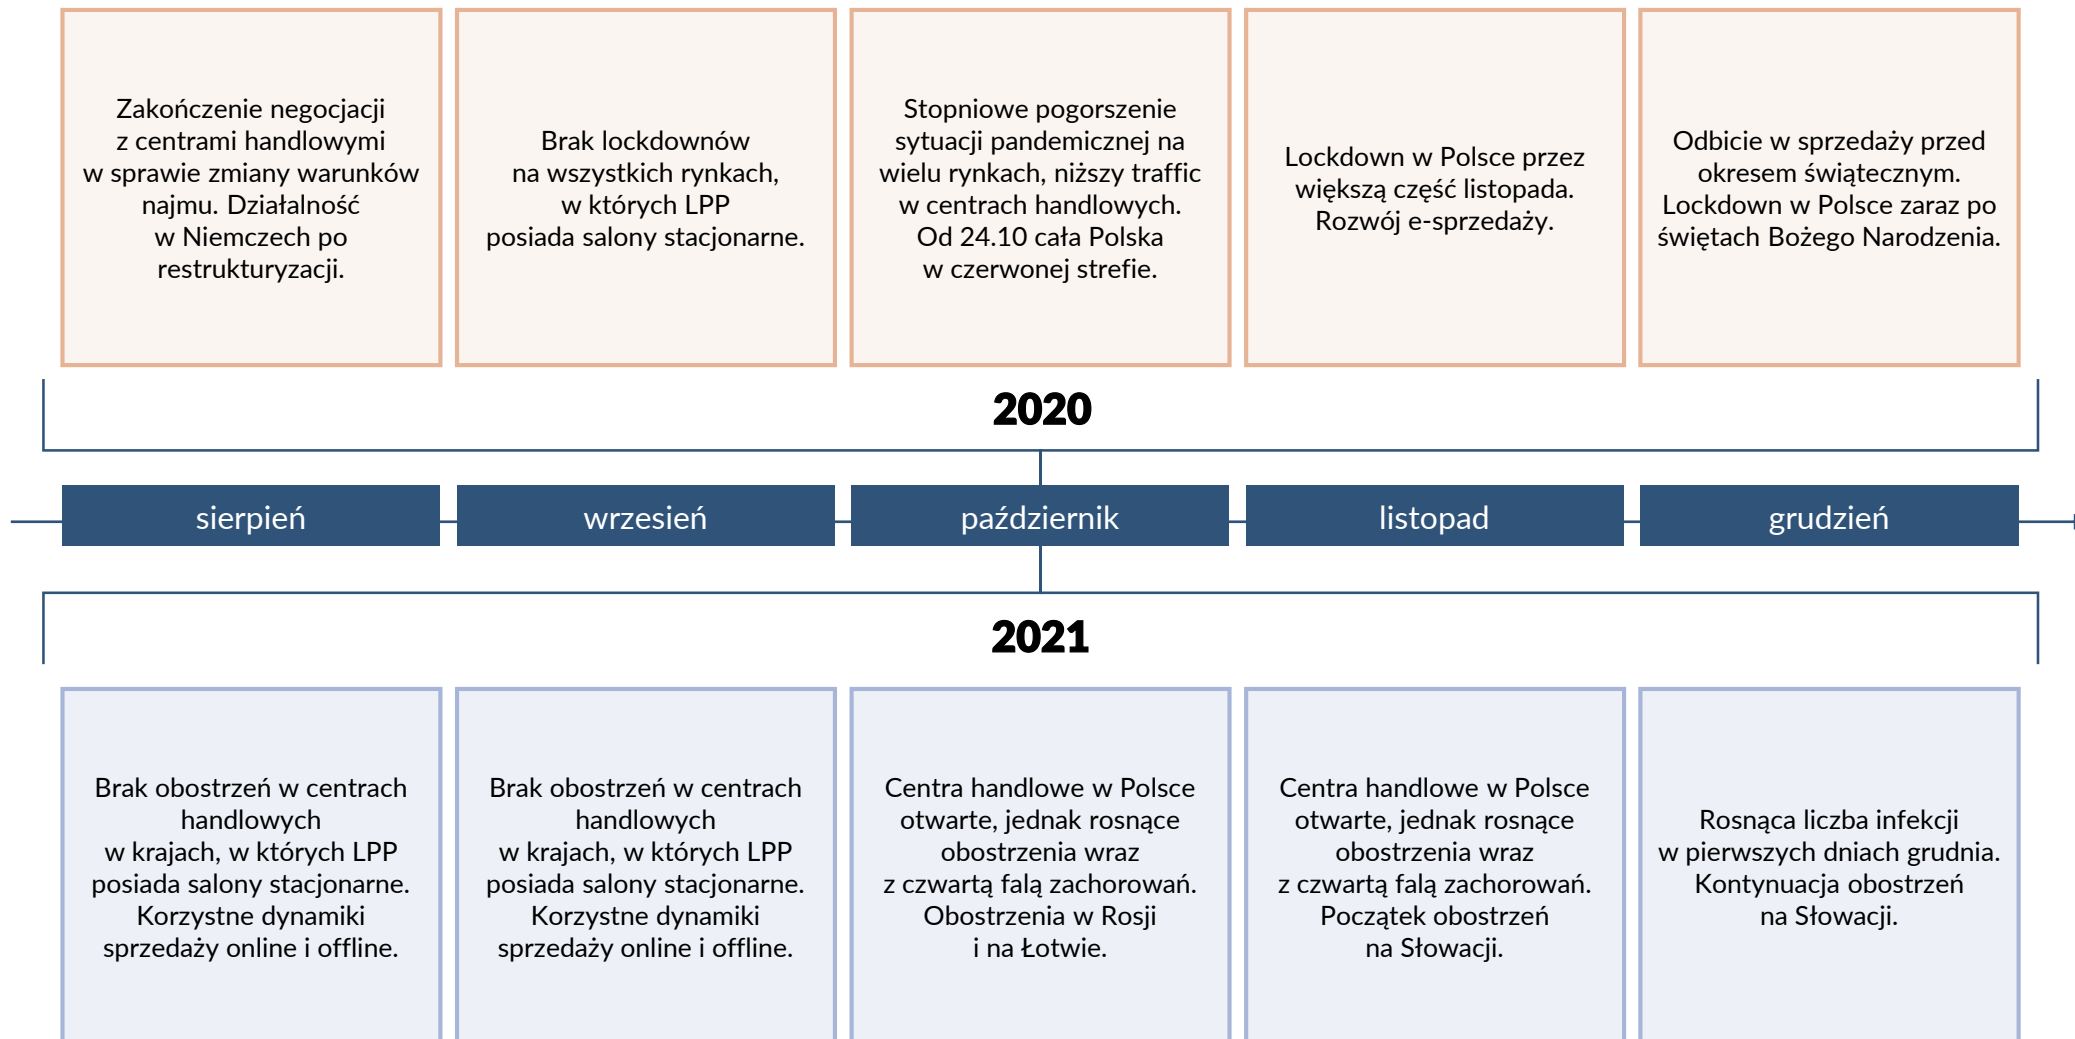 Zakończenie negocjacji
z centrami handlowymi
w sprawie zmiany warunków
najmu. Działalność
w Niemczech po
restrukturyzacji.
Brak lockdownów
na wszystkich rynkach,
w których LPP
posiada salony stacjonarne.
Stopniowe pogorszenie
sytuacji pandemicznej na
wielu rynkach, niższy traffic
w centrach handlowych.
Od 24.10 cała Polska
w czerwonej strefie.
Lockdown w Polsce przez
większą część listopada.
Rozwój e-sprzedaży.
Odbicie w sprzedaży przed
okresem świątecznym.
Lockdown w Polsce zaraz po
świętach Bożego Narodzenia.
2020
sierpień
wrzesień
październik
listopad
grudzień
2021
Brak obostrzeń w centrach
handlowych
w krajach, w których LPP
posiada salony stacjonarne.
Korzystne dynamiki
sprzedaży online i offline.
Brak obostrzeń w centrach
handlowych
w krajach, w których LPP
posiada salony stacjonarne.
Korzystne dynamiki
sprzedaży online i offline.
Centra handlowe w Polsce
otwarte, jednak rosnące
obostrzenia wraz
z czwartą falą zachorowań.
Obostrzenia w Rosji
i na Łotwie.
Centra handlowe w Polsce
otwarte, jednak rosnące
obostrzenia wraz
z czwartą falą zachorowań.
Początek obostrzeń
na Słowacji.
Rosnąca liczba infekcji
w pierwszych dniach grudnia.
Kontynuacja obostrzeń
na Słowacji.